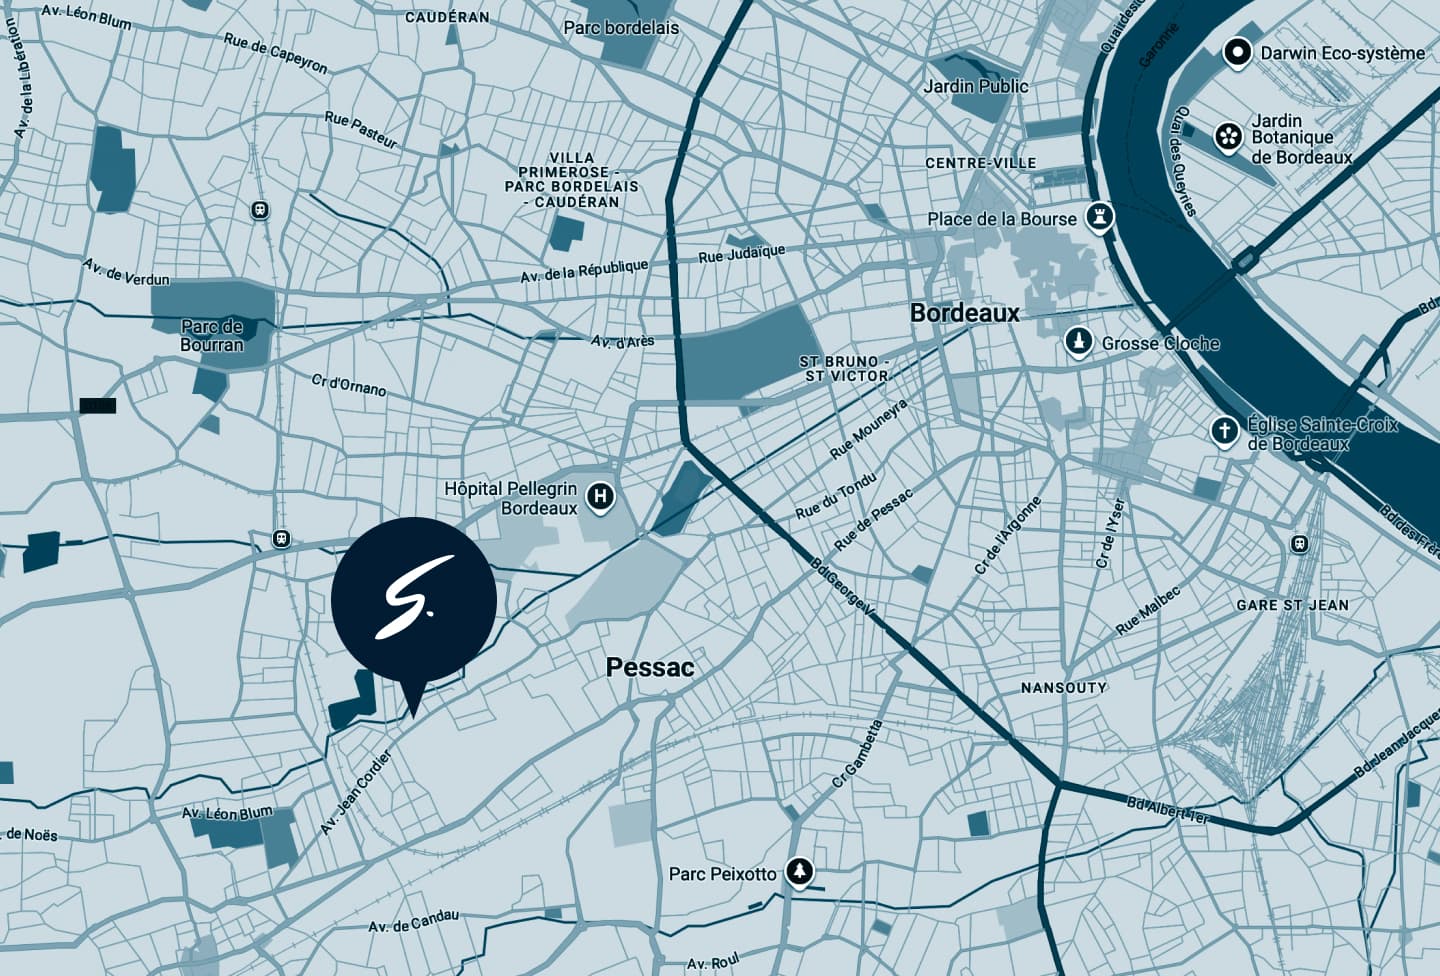 Av. Léon Blum
CAUDÉRAN
Parc bordelais
Quai des
Garonne
Darwin Eco-système
Rue de Capeyron
Av. de la Libération
Jardin Public
Jardin
Botanique
de Bordeaux
Rue Pasteur
Quai des Queyries
VILLA
PRIMEROSE -
PARC BORDELAIS
- CAUDÉRAN
CENTRE-VILLE
Place de la Bourse
Av. de Verdun
Av. de la République
Rue Judaïque
Bordeaux
Parc de
Bourran
Av. d'Arès
Grosse Cloche
ST BRUNO -
ST VICTOR
Cr d'Ornano
Rue Mouneyra
Église Sainte-Croix
de Bordeaux
Hôpital Pellegrin
Bordeaux
H
Rue du Tondu
Rue de Pessac
Cr de l'Argonne
Cr de l'Yser
Bd des Frère
Bd George V
S.
Rue Malbec
GARE ST JEAN
Pessac
NANSOUTY
Cr Gambetta
Bd Jean-Jacques
Av. Jean Cordier
Av. Léon Blum
Bd Albert 1er
. de Noës
Parc Peixotto
Av. de Candau
Av. Roul